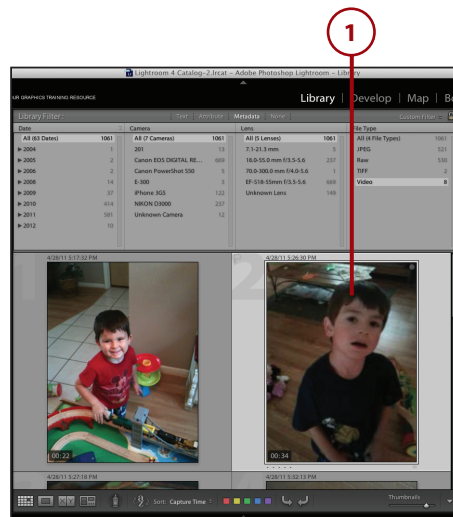 1
Lightroom 4 Catalog-2.lrcat - Adobe Photoshop Lightroom - Library
UR GRAPHICS TRAINING RESOURCE
Library | Develop | Map | B
Library Filter: Text Attribute Metadata None Custom Filter
Date Camera Lens File Type
All (63 Dates) 1061 All (7 Cameras) 1061 All (5 Lenses) 1061 All (4 File Types)
2004 1 201 13 7.1-21.3 mm 5 JPEG 521
2005 2 Canon EOS DIGITAL RE... 669 18.0-55.0 mm f/3.5-5.6 237 Raw 530
2006 2 Canon PowerShot S50 5 70.0-300.0 mm f/4.0-5.6 1 TIFF 2
2008 14 E-300 3 EF-S18-55mm f/3.5-5.6 669 Video 8
2009 37 iPhone 3GS 122 Unknown Lens 149
2010 414 NIKON D3000 237
2011 581 Unknown Camera 12
2012 10
4/28/11 5:17:32 PM 4/28/11 5:26:30 PM
00:22 00:34
4/28/11 5:27:18 PM 4/28/11 5:32:13 PM
Sort: Capture Time Thumbnails